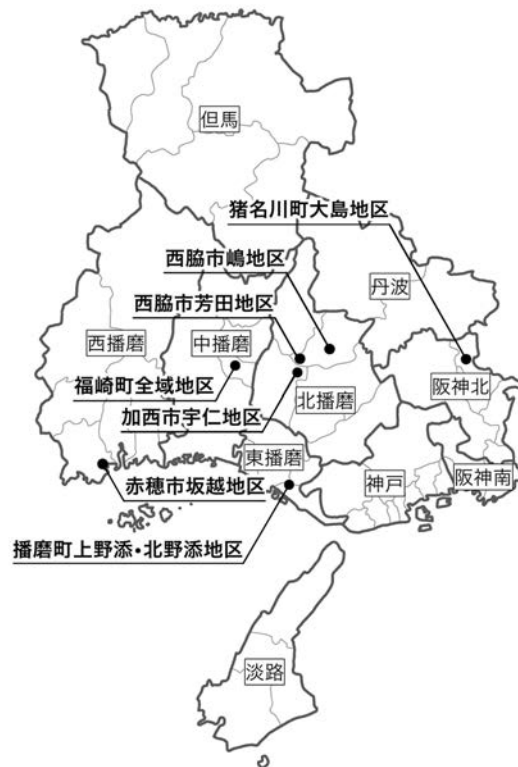 但馬
猪名川町大島地区
西脇市嶋地区
丹波
西脇市芳田地区
西播磨
中播磨
阪神北
福崎町全域地区
北播磨
加西市宇仁地区
東播磨
神戸
阪神南
赤穂市坂越地区
播磨町上野添・北野添地区
淡路